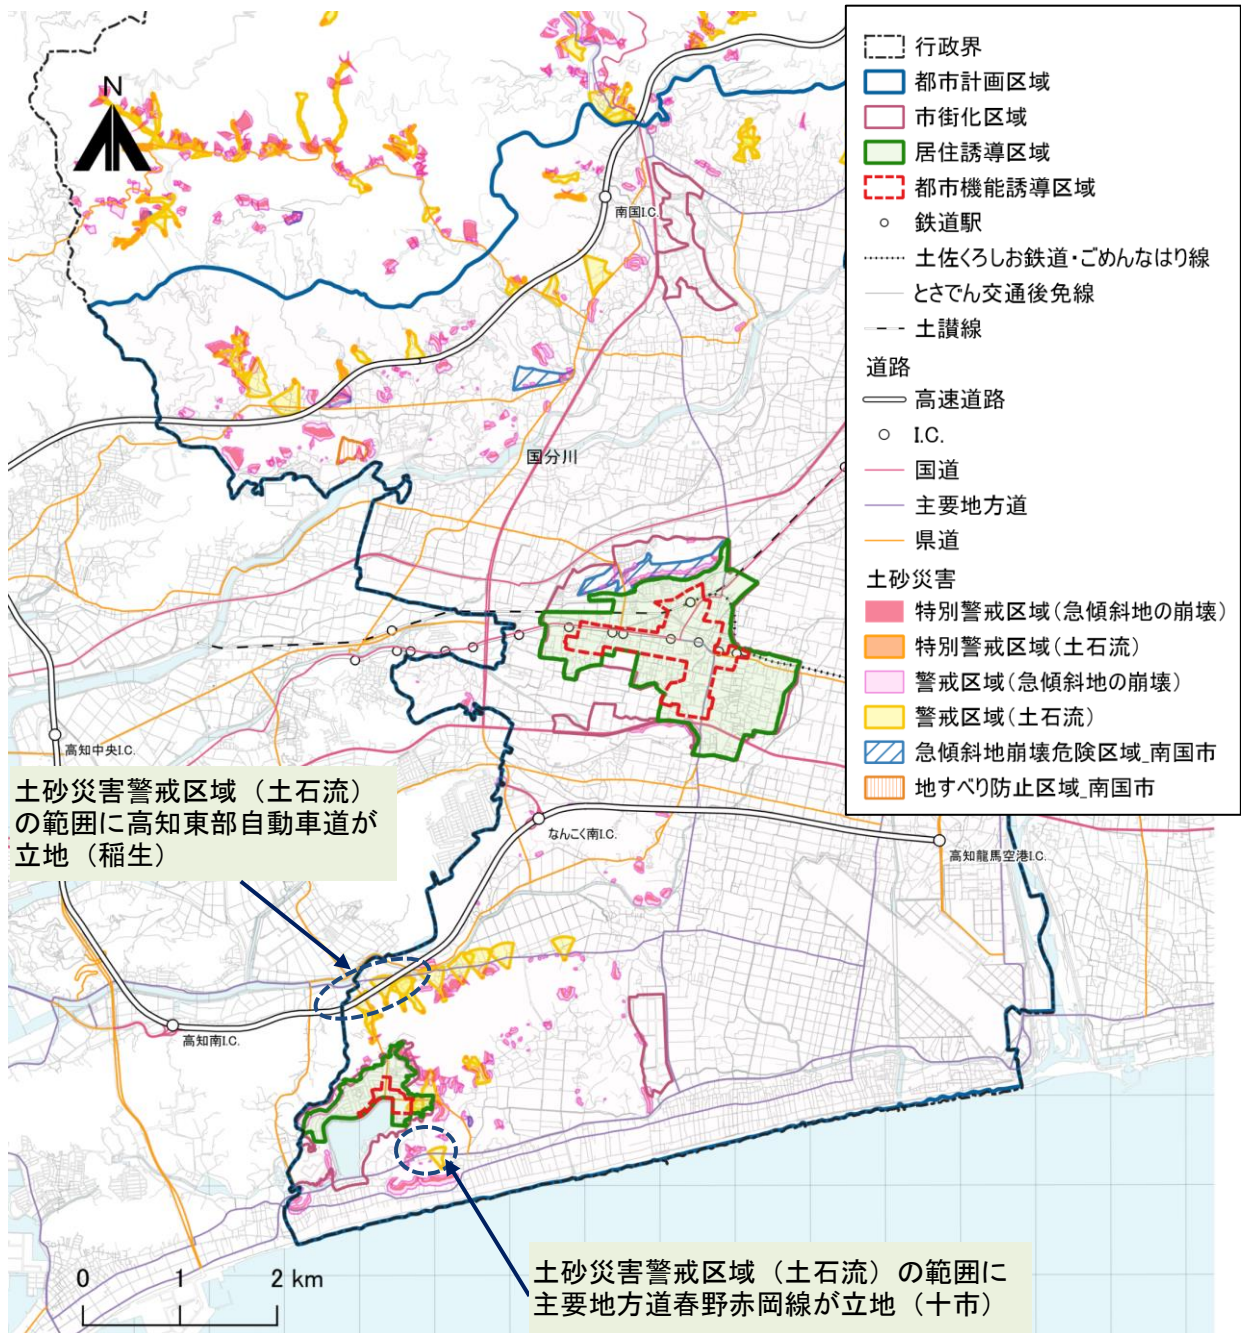 N
行政界
都市計画区域
市街化区域
居住誘導区域
都市機能誘導区域
鉄道駅
土佐くろしお鉄道・ごめんなはり線
とさでん交通後免線
土讃線
道路
高速道路
I.C.
国道
主要地方道
県道
土砂災害
特別警戒区域(急傾斜地の崩壊)
特別警戒区域(土石流)
警戒区域(急傾斜地の崩壊)
警戒区域(土石流)
急傾斜地崩壊危険区域_南国市
地すべり防止区域_南国市
南国I.C.
国分川
高知中央I.C.
土砂災害警戒区域（土石流）
の範囲に高知東部自動車道が
立地（稲生）
なんこく南I.C.
高知龍馬空港I.C.
高知南I.C.
0 1 2 km
土砂災害警戒区域（土石流）の範囲に
主要地方道春野赤岡線が立地（十市）